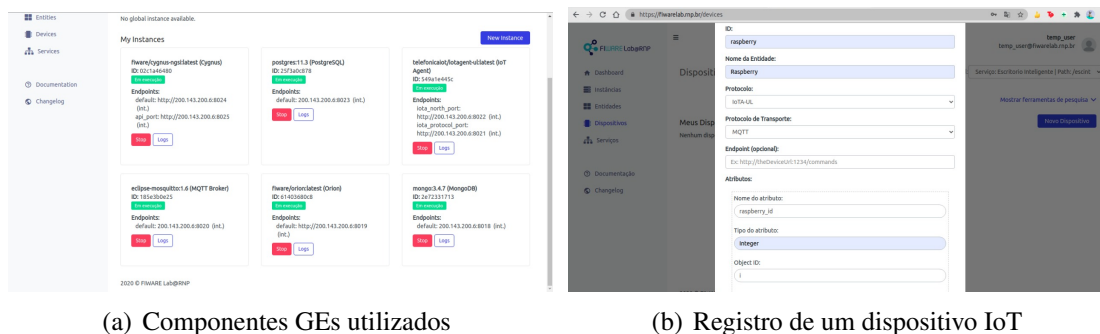 Entities
Devices
Services
Documentation
Changelog
No global instance available.
My Instances
New Instance
fiware/cygnus-ngsi:latest (Cygnus)
ID: 02c1a46480
Em execução
Endpoints:
default: http://200.143.200.6:8024
(int.)
api_port: http://200.143.200.6:8025
(int.)
Stop Logs
postgres:11.3 (PostgreSQL)
ID: 25f3a0c878
Em execução
Endpoints:
default: 200.143.200.6:8023 (int.)
Stop Logs
telefonicaiot/iotagent-ul:latest (IoT
Agent)
ID: 549a1e445c
Em execução
Endpoints:
iota_north_port:
http://200.143.200.6:8022 (int.)
iota_protocol_port:
http://200.143.200.6:8021 (int.)
Stop Logs
eclipse-mosquitto:1.6 (MQTT Broker)
ID: 185e3b0e25
Em execução
Endpoints:
default: 200.143.200.6:8020 (int.)
Stop Logs
fiware/orion:latest (Orion)
ID: 61403680c8
Em execução
Endpoints:
default: http://200.143.200.6:8019
(int.)
Stop Logs
mongo:3.4.7 (MongoDB)
ID: 2e72331713
Em execução
Endpoints:
default: 200.143.200.6:8018 (int.)
Stop Logs
2020 © FIWARE Lab@RNP
(a) Componentes GEs utilizados
https://fiwarelab.rnp.br/devices
FIWARE Lab@RNP
temp_user
temp_user@fiwarelab.rnp.br
Dashboard
Instâncias
Entidades
Dispositivos
Serviços
Documentação
Changelog
Dispositi
Serviço: Escritorio Inteligente | Path: /escint
Mostrar ferramentas de pesquisa
Meus Disp
Novo Dispositivo
Nenhum disp
ID:
raspberry
Nome da Entidade:
Raspberry
Protocolo:
IoTA-UL
Protocolo de Transporte:
MQTT
Endpoint (opcional):
Ex: http://theDeviceUrl:1234/commands
Atributos:
Nome do atributo:
raspberry_id
Tipo do atributo:
Integer
Object ID:
i
(b) Registro de um dispositivo IoT